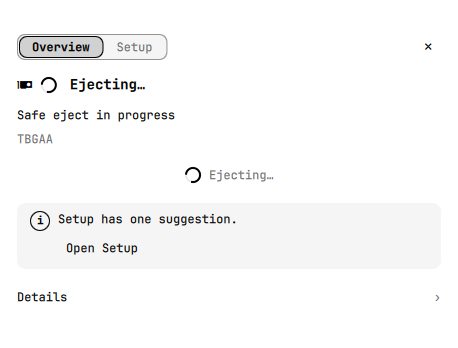 Overview Setup ×
Ejecting…
Safe eject in progress
TBGAA
Ejecting…
i Setup has one suggestion.
Open Setup
Details ›